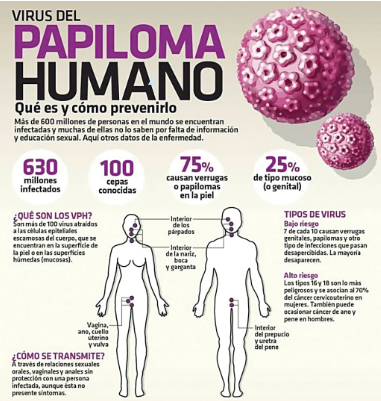 VIRUS DEL
PAPILOMA
HUMANO
Qué es y cómo prevenirlo
Más de 600 millones de personas en el mundo se encuentran
infectadas y muchas de ellas no lo saben por falta de información
y educación sexual. Aquí otros datos de la enfermedad.
630
millones
infectados
100
cepas
conocidas
75%
causan verrugas
o papilomas
en la piel
25%
de tipo mucoso
(o genital)
¿QUÉ SON LOS VPH?
Son más de 100 virus atraídos
a las células epiteliales
escamosas del cuerpo, que se
encuentran en la superficie de
la piel o en las superficies
húmedas (mucosas).
Interior
de los
párpados
Interior
de la nariz,
boca y
garganta
Vagina,
ano, cuello
uterino y
vulva
Interior
del prepucio y
uretra del pene
¿CÓMO SE TRANSMITE?
A través de relaciones sexuales
orales, vaginales y anales sin
protección con una persona
infectada, aunque ésta no
presente síntomas.
TIPOS DE VIRUS
Bajo riesgo
7 de cada 10 causan verrugas
genitales, papilomas y otro
tipo de infecciones que pasan
desapercibidas. La mayoría
desaparecen.
Alto riesgo
Los tipos 16 y 18 son lo más
peligrosos y se asocian al 70%
del cáncer cervicouterino en
mujeres. También puede
ocasionar cáncer de ano y
pene en hombres.